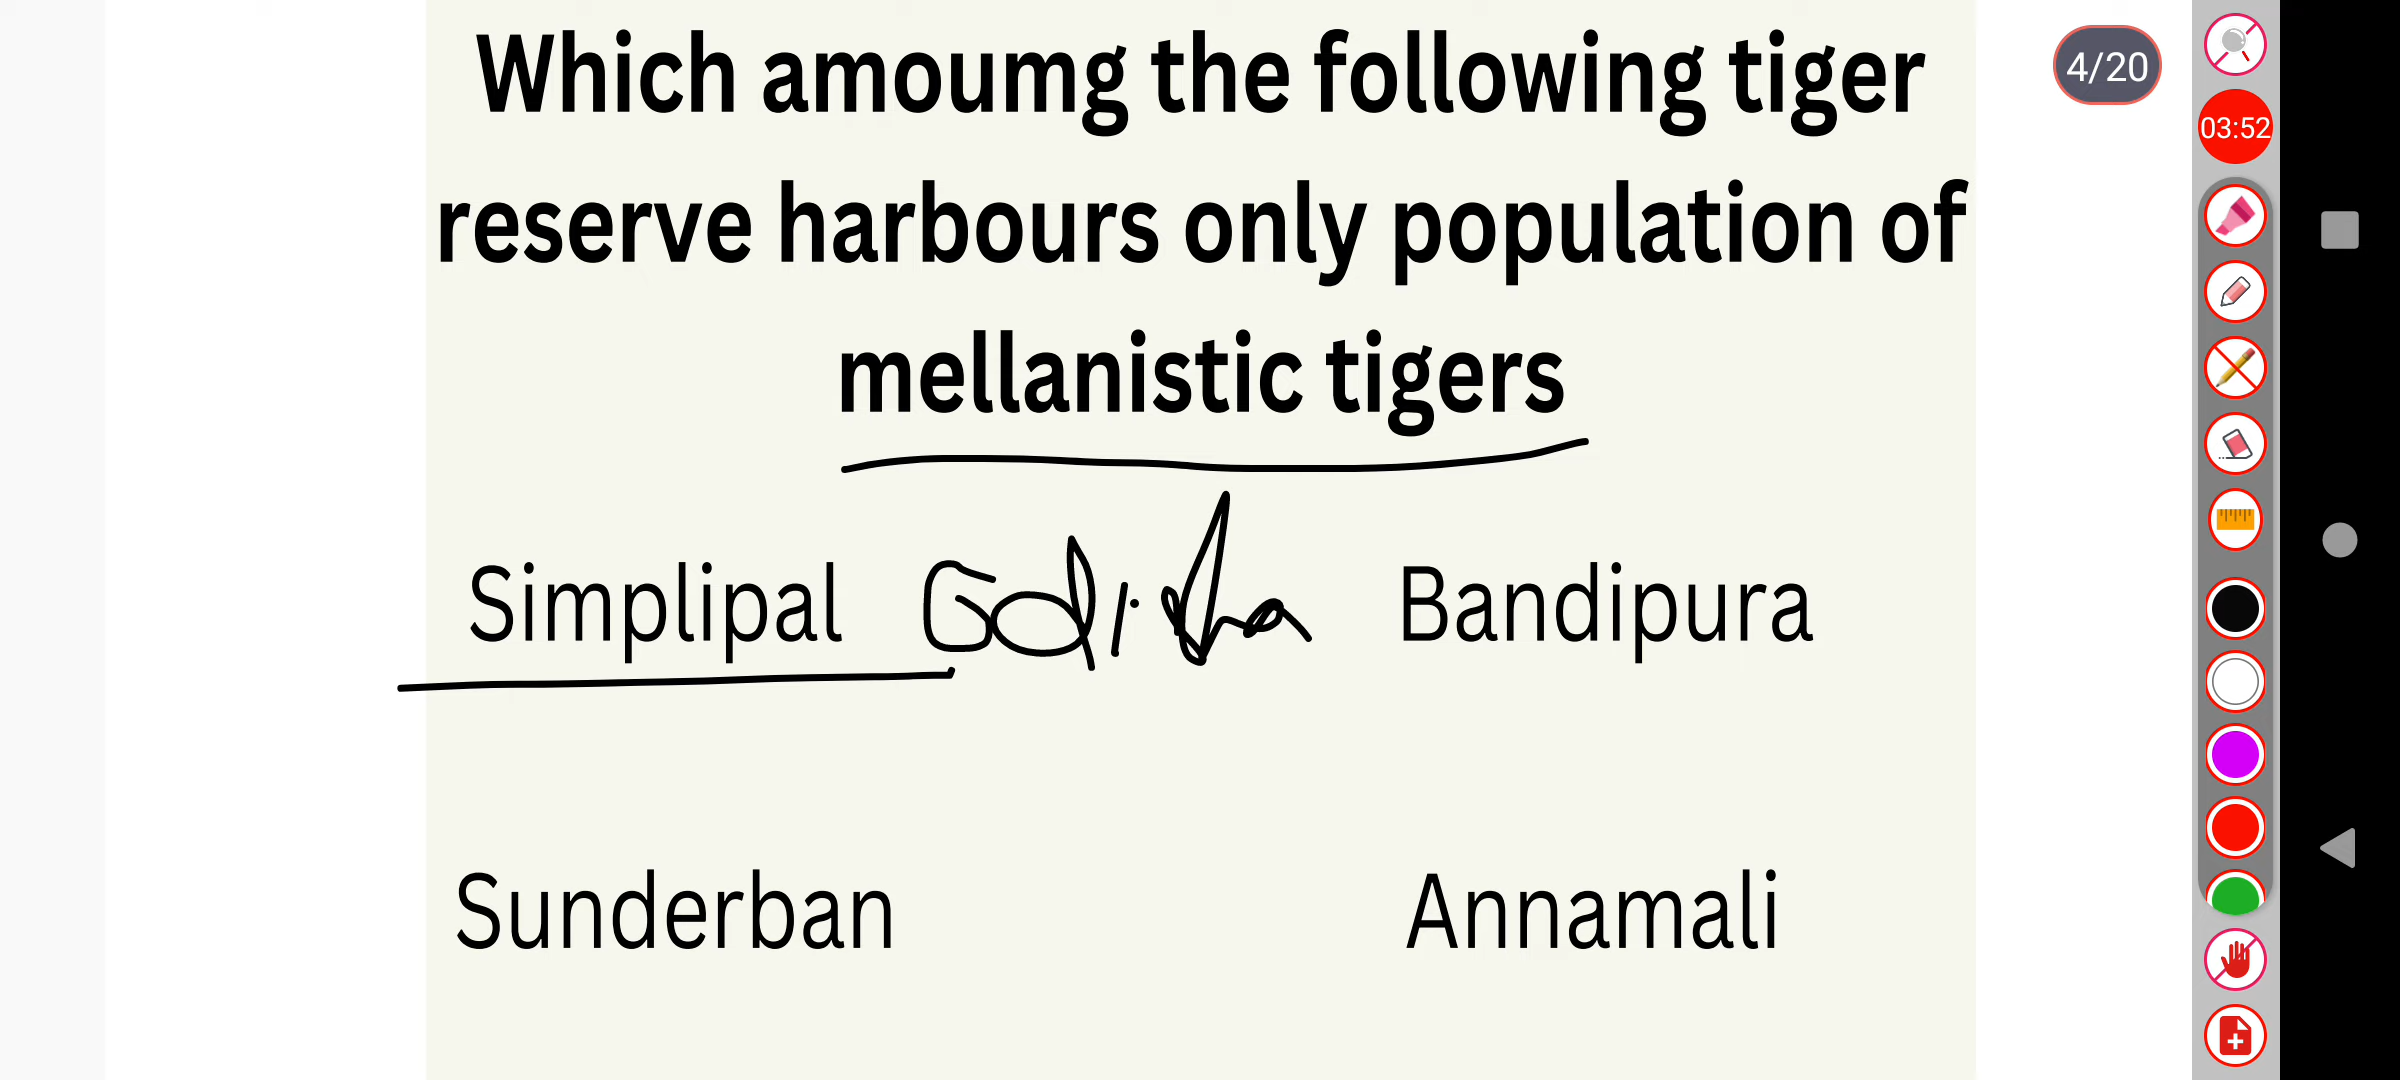 Which amoumg the following tiger
4/20
03:52
reserve harbours only population of
mellanistic tigers
Simplipal
Bandipura
Sunderban
Annamali